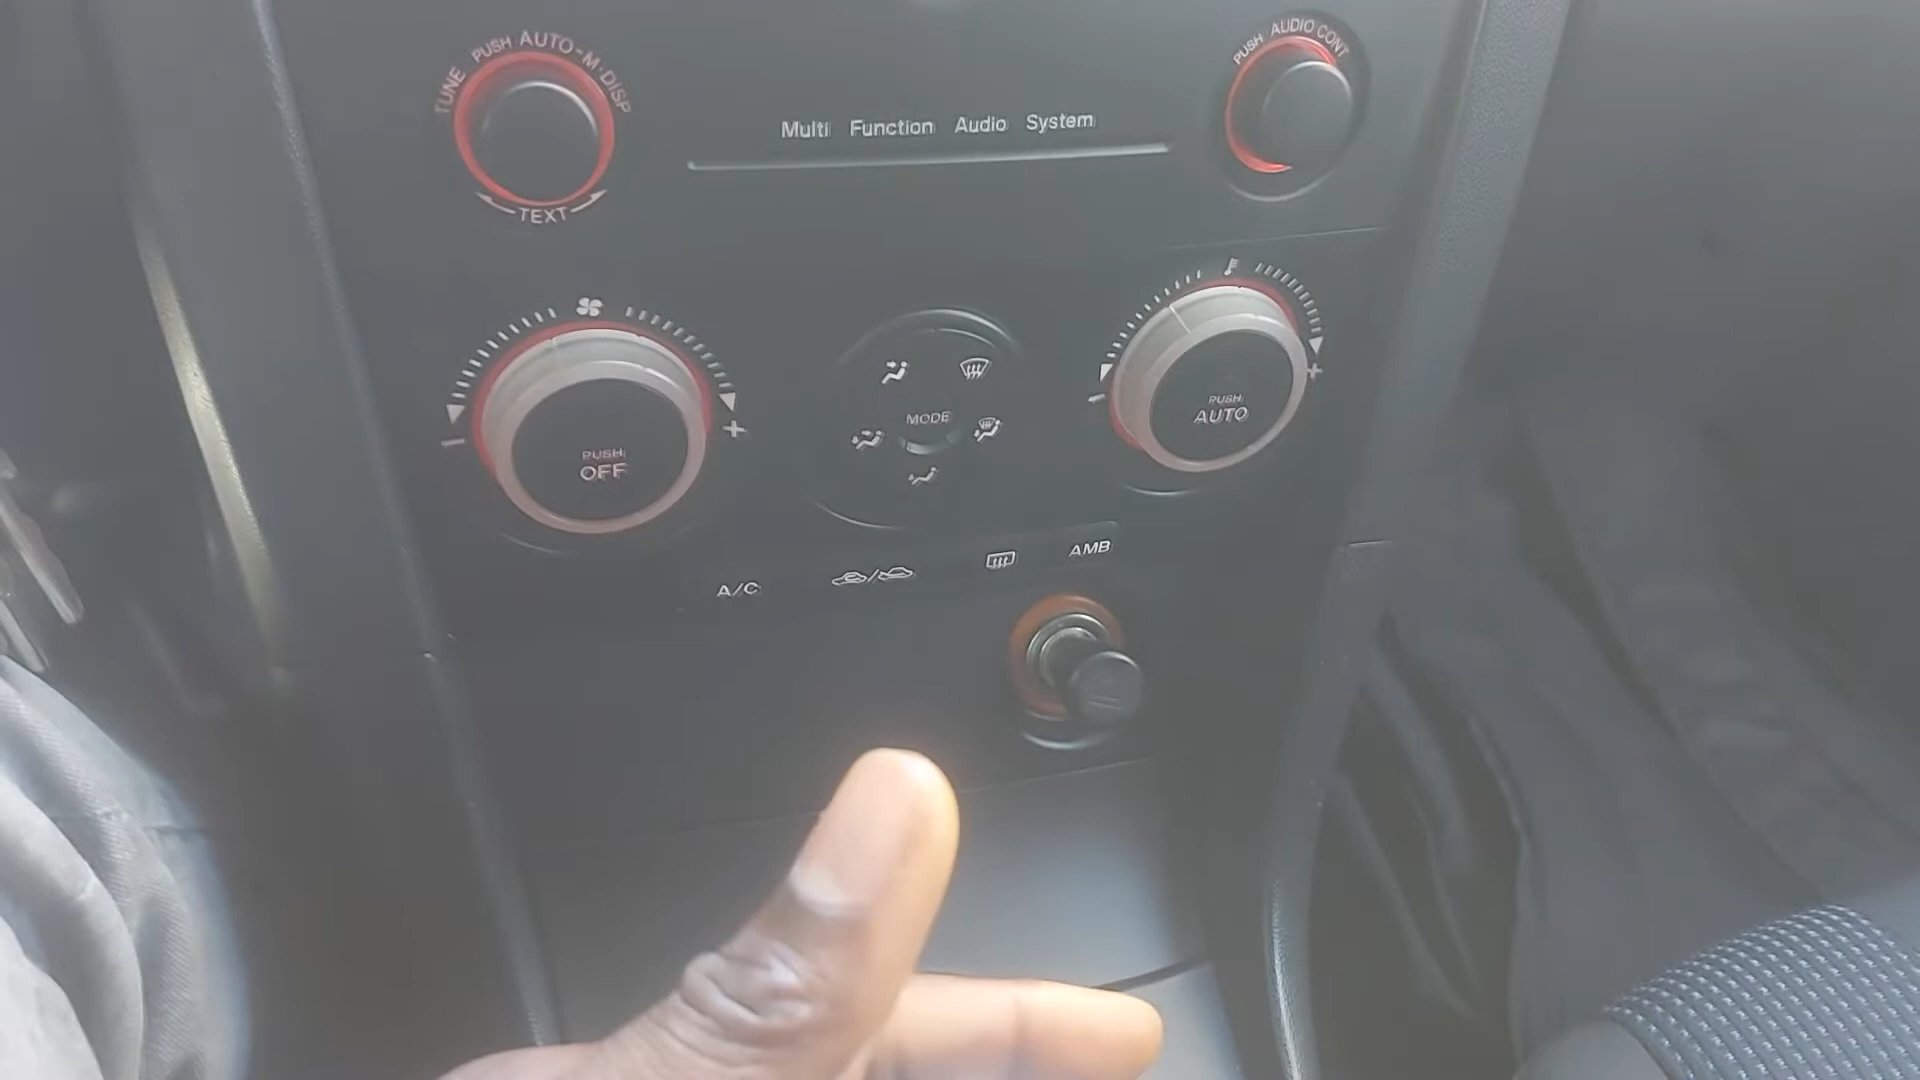 TUNE PUSH AUTO-M·DISP
TEXT
Multi Function Audio System
PUSH AUDIO CONT
PUSH
OFF
MODE
PUSH
AUTO
A/C
AMB